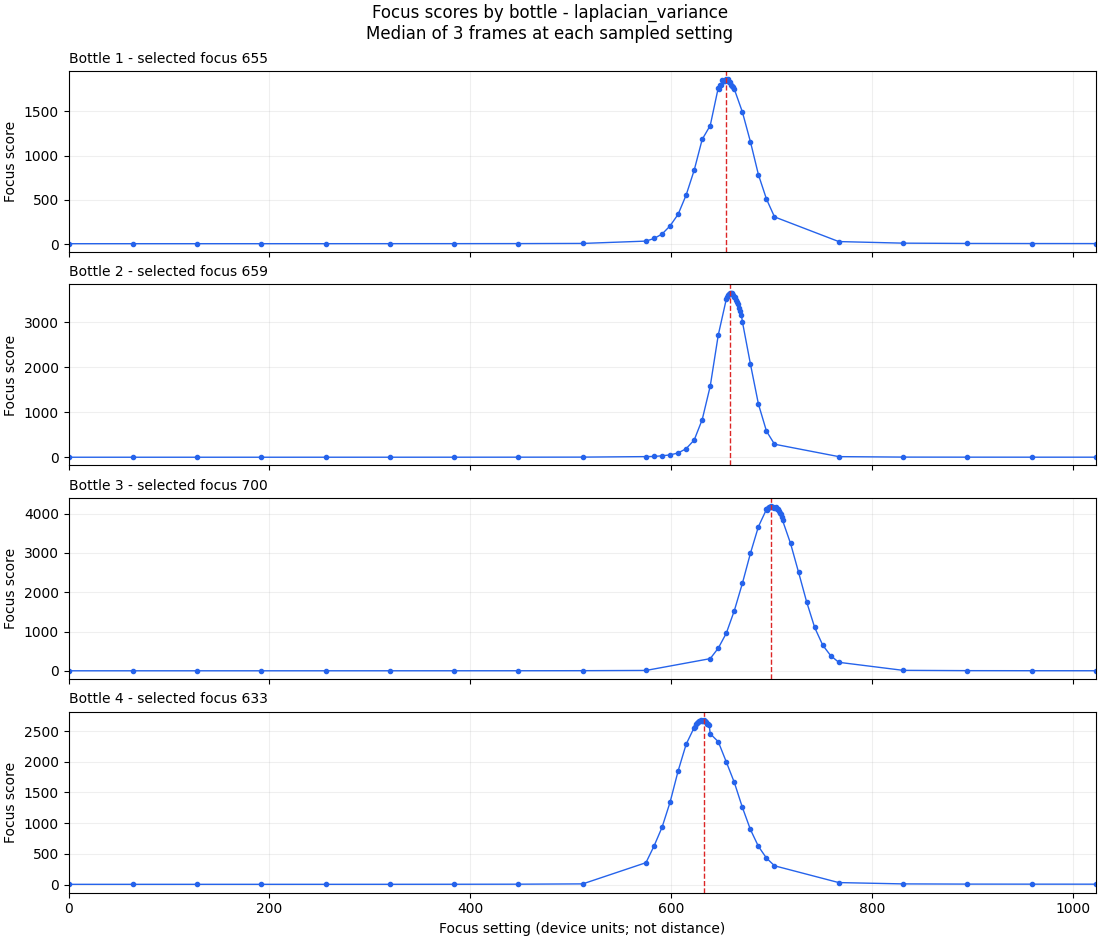 Focus scores by bottle - laplacian_variance
Median of 3 frames at each sampled setting
Bottle 1 - selected focus 655
Focus score
1500
1000
500
0
Bottle 2 - selected focus 659
Focus score
3000
2000
1000
0
Bottle 3 - selected focus 700
Focus score
4000
3000
2000
1000
0
Bottle 4 - selected focus 633
Focus score
2500
2000
1500
1000
500
0
0 200 400 600 800 1000
Focus setting (device units; not distance)